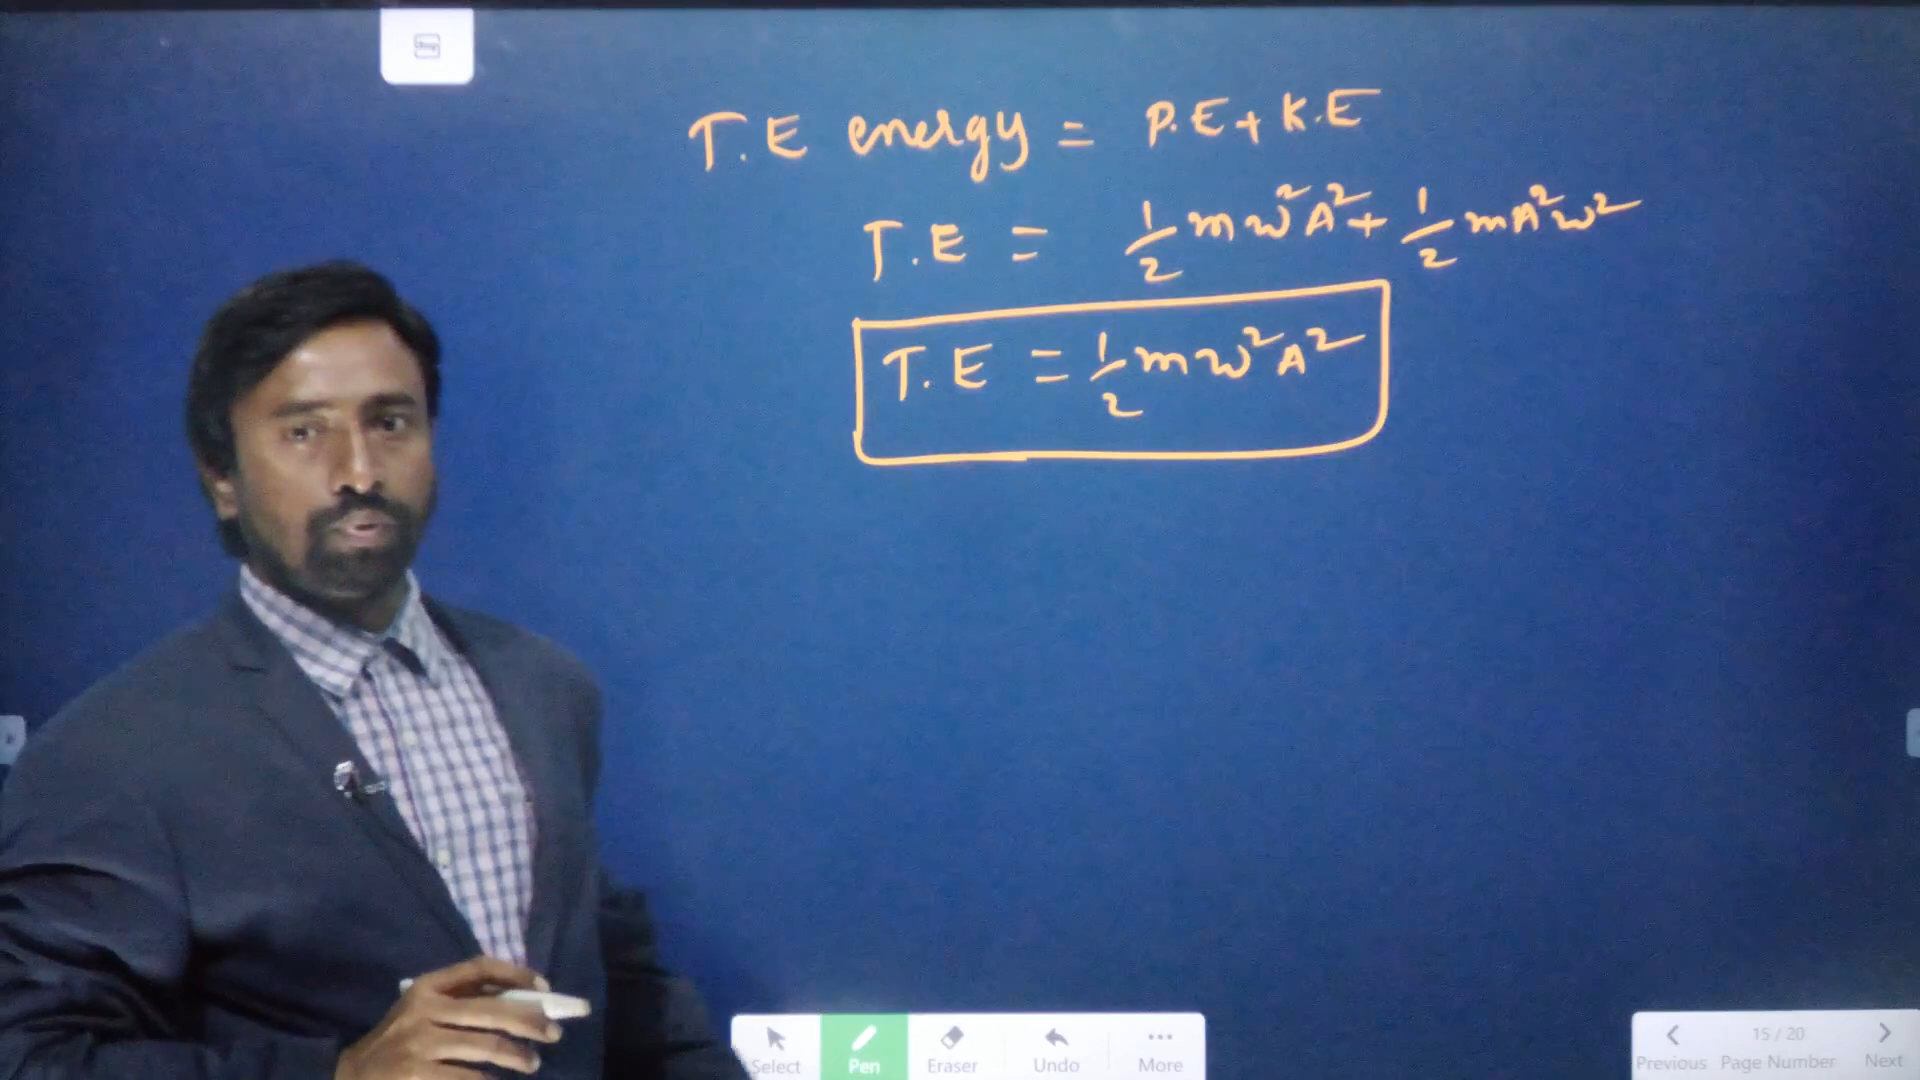 T.E energy = P.E + K.E
T.E = 1/2 mω²A² + 1/2 mA²ω²
T.E = 1/2 mω²A²
Select Pen Eraser Undo More
15 / 20
Previous Page Number Next